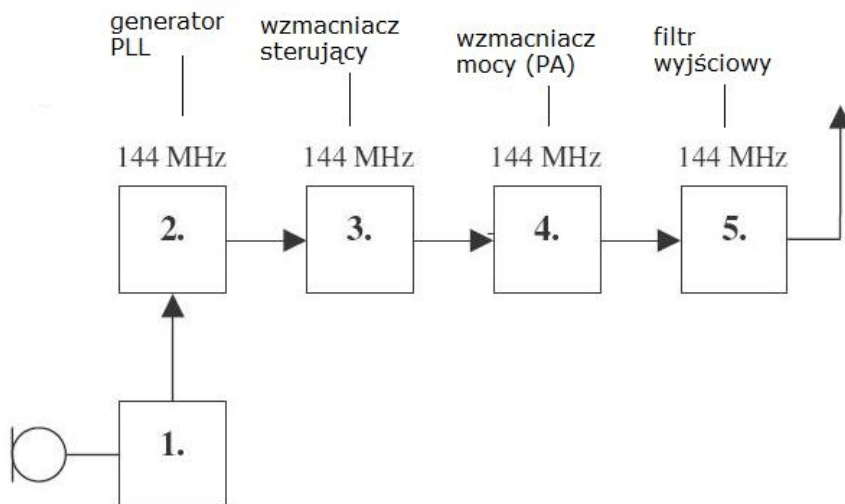 generator
PLL
wzmacniacz
sterujący
wzmacniacz
mocy (PA)
filtr
wyjściowy
144 MHz
144 MHz
144 MHz
144 MHz
2.
3.
4.
5.
1.